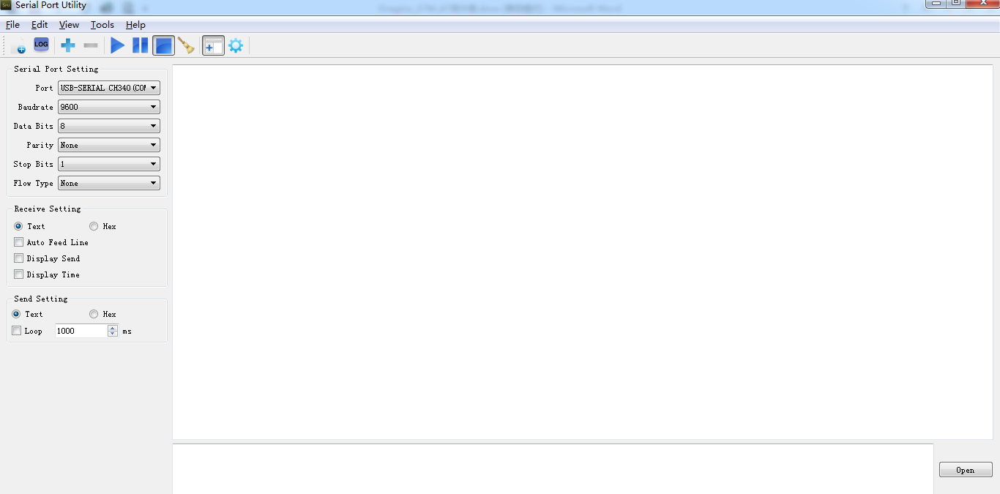 Serial Port Utility
File Edit View Tools Help
LOG
Serial Port Setting
Port USB-SERIAL CH340(COM
Baudrate 9600
Data Bits 8
Parity None
Stop Bits 1
Flow Type None
Receive Setting
Text Hex
Auto Feed Line
Display Send
Display Time
Send Setting
Text Hex
Loop 1000 ms
Open